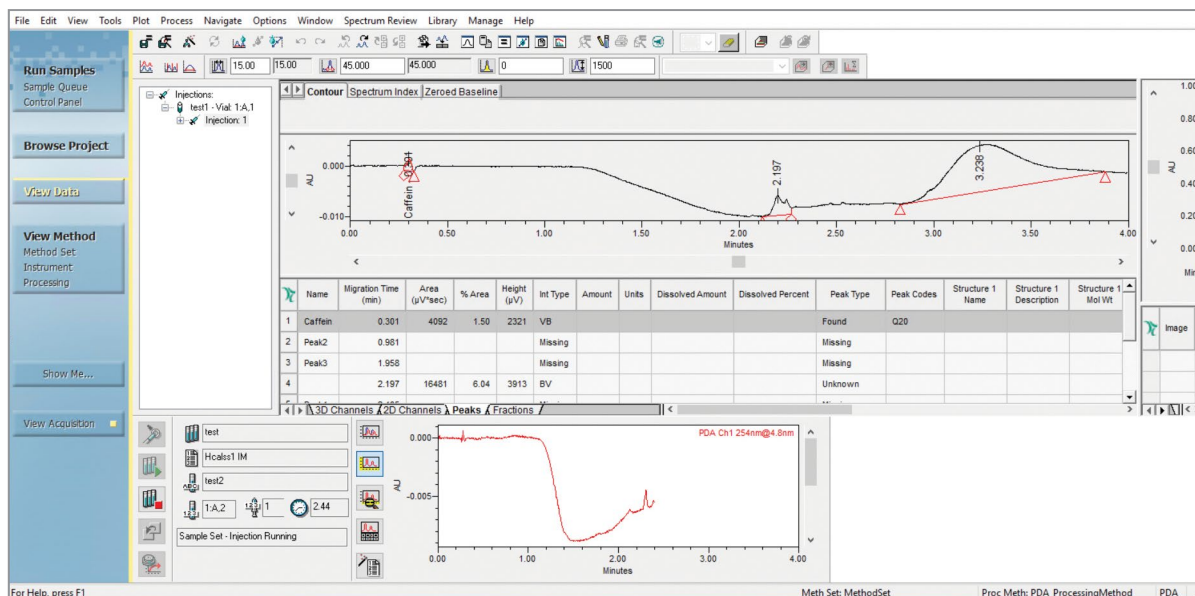 File Edit View Tools Plot Process Navigate Options Window Spectrum Review Library Manage Help
15.00 15.00 45.000 45.000 0 1500
Run Samples
Sample Queue
Control Panel
Browse Project
View Data
View Method
Method Set
Instrument
Processing
Show Me...
View Acquisition
Injections:
test1 - Vial: 1:A,1
Injection: 1
Contour Spectrum Index Zeroed Baseline
AU
0.000
-0.010
Caffein 0.301
2.197
3.238
0.00 0.50 1.00 1.50 2.00 2.50 3.00 3.50 4.00
Minutes
1.00
0.80
0.60
AU
0.40
0.20
0.00
Name Migration Time (min) Area (µV*sec) % Area Height (µV) Int Type Amount Units Dissolved Amount Dissolved Percent Peak Type Peak Codes Structure 1 Name Structure 1 Description Structure 1 Mol Wt
1 Caffein 0.301 4092 1.50 2321 VB Found Q20
2 Peak2 0.981 Missing Missing
3 Peak3 1.958 Missing Missing
4 2.197 16481 6.04 3913 BV Unknown
3D Channels 2D Channels Peaks Fractions
Image
test
Hcalss1 IM
test2
1:A,2 1 2.44
Sample Set - Injection Running
PDA Ch1 254nm@4.8nm
AU
0.000
-0.005
0.00 1.00 2.00 3.00 4.00
Minutes
For Help, press F1 Meth Set: MethodSet Proc Meth: PDA_ProcessingMethod PDA